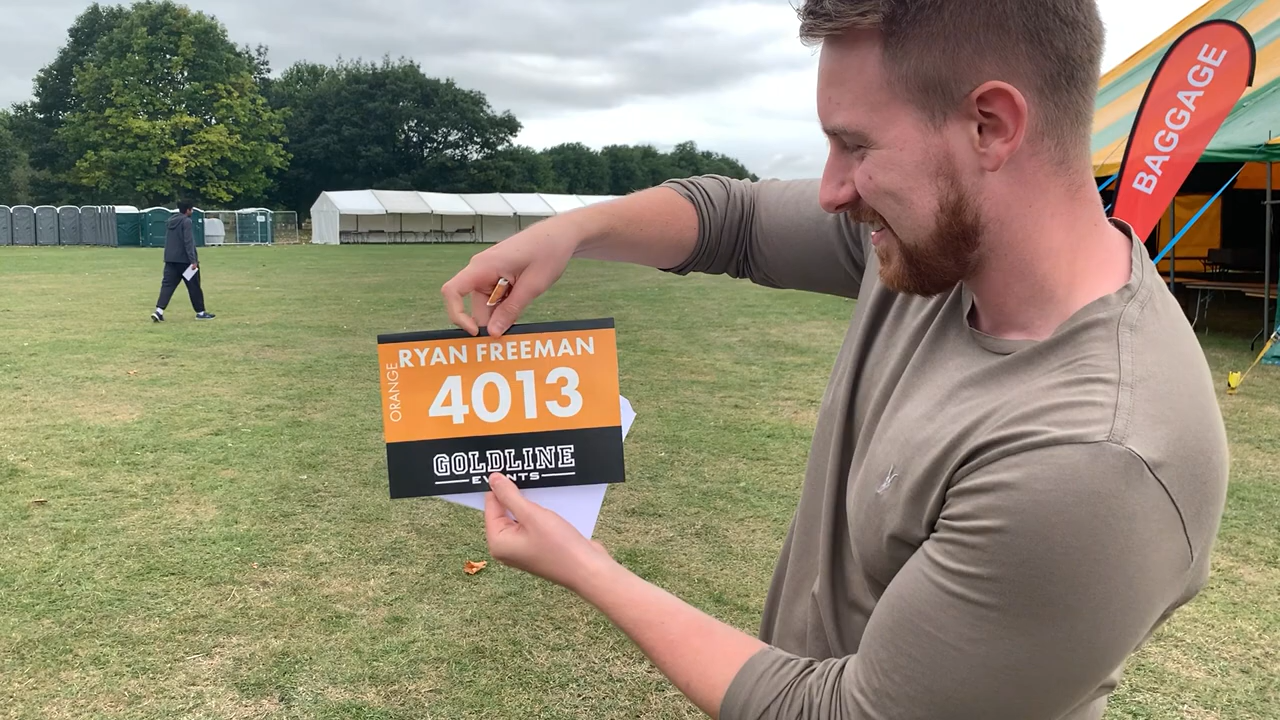 RYAN FREEMAN
ORANGE
4013
GOLDLINE
EVENTS
BAGGAGE